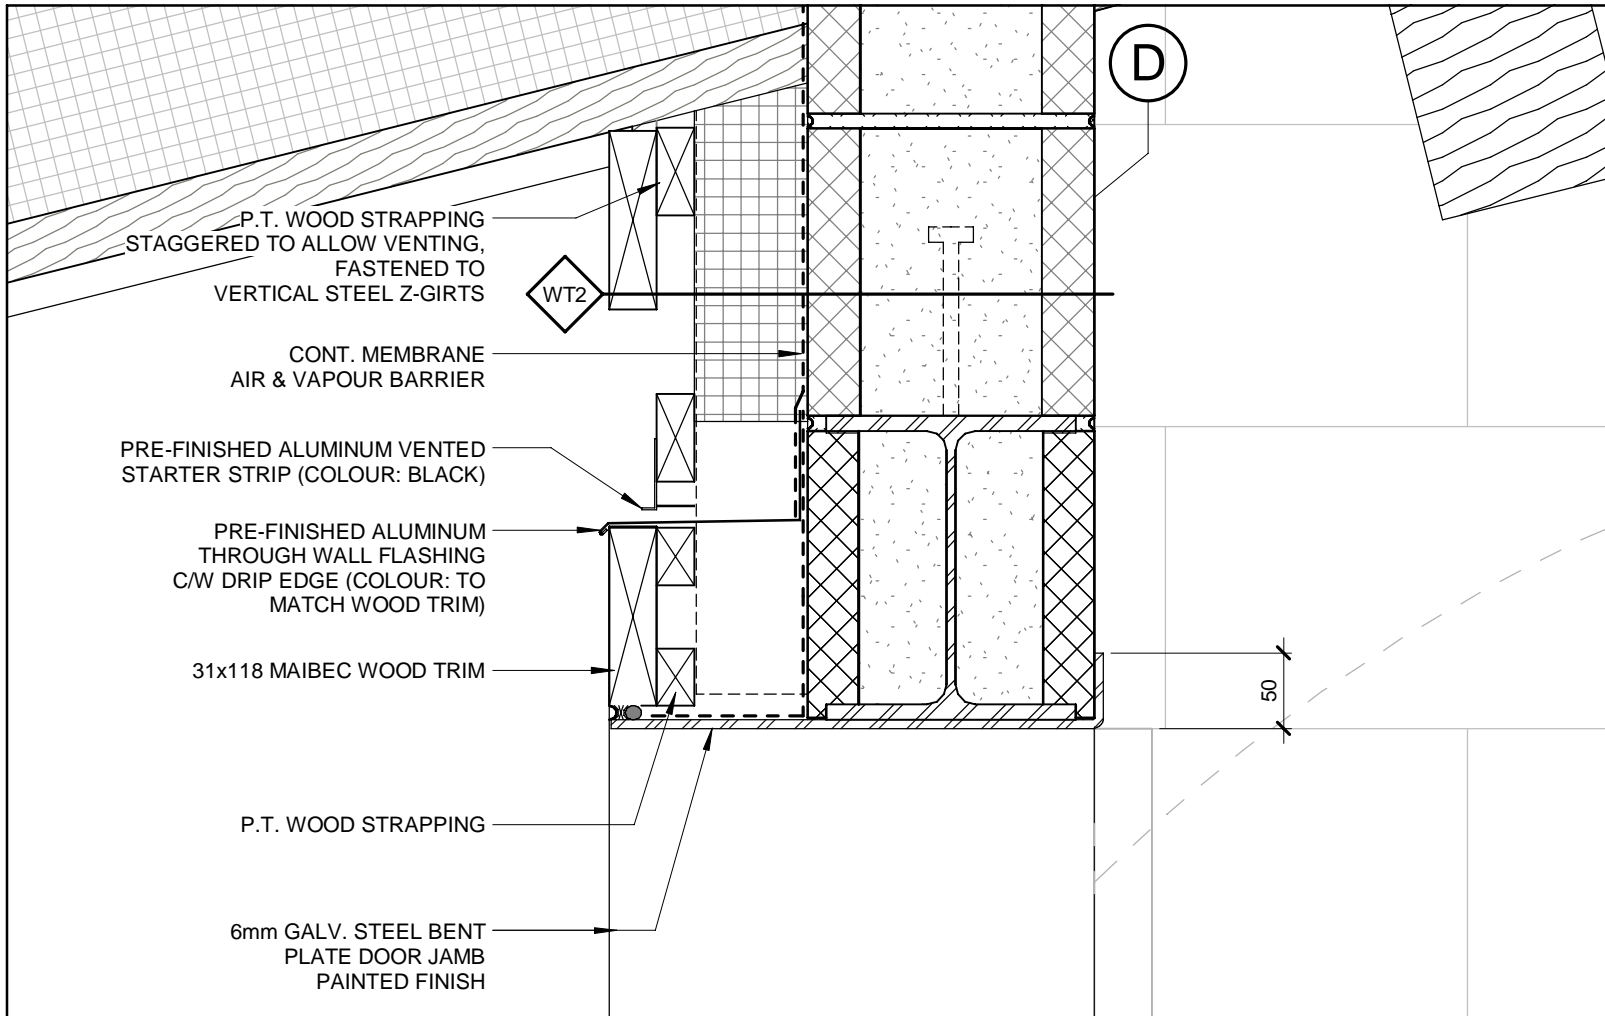 D
P.T. WOOD STRAPPING
STAGGERED TO ALLOW VENTING,
FASTENED TO
VERTICAL STEEL Z-GIRTS
WT2
CONT. MEMBRANE
AIR & VAPOUR BARRIER
PRE-FINISHED ALUMINUM VENTED
STARTER STRIP (COLOUR: BLACK)
PRE-FINISHED ALUMINUM
THROUGH WALL FLASHING
C/W DRIP EDGE (COLOUR: TO
MATCH WOOD TRIM)
31x118 MAIBEC WOOD TRIM
50
P.T. WOOD STRAPPING
6mm GALV. STEEL BENT
PLATE DOOR JAMB
PAINTED FINISH